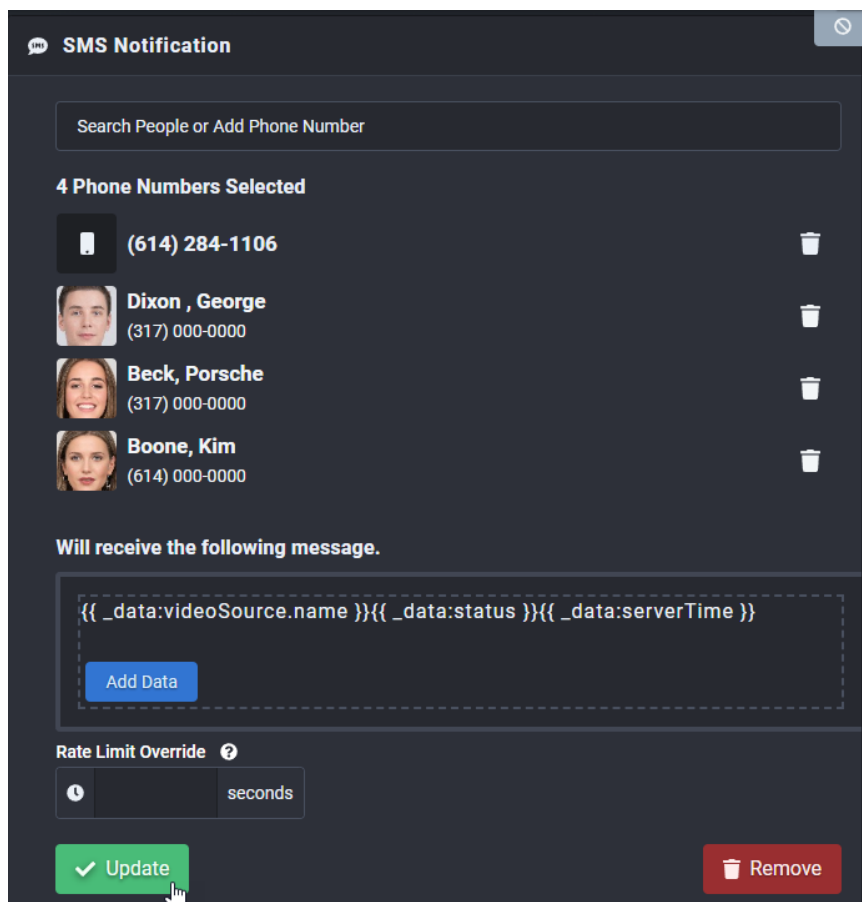 SMS Notification
Search People or Add Phone Number
4 Phone Numbers Selected
(614) 284-1106
Dixon , George
(317) 000-0000
Beck, Porsche
(317) 000-0000
Boone, Kim
(614) 000-0000
Will receive the following message.
{{ _data:videoSource.name }}{{ _data:status }}{{ _data:serverTime }}
Add Data
Rate Limit Override ?
seconds
Update
Remove